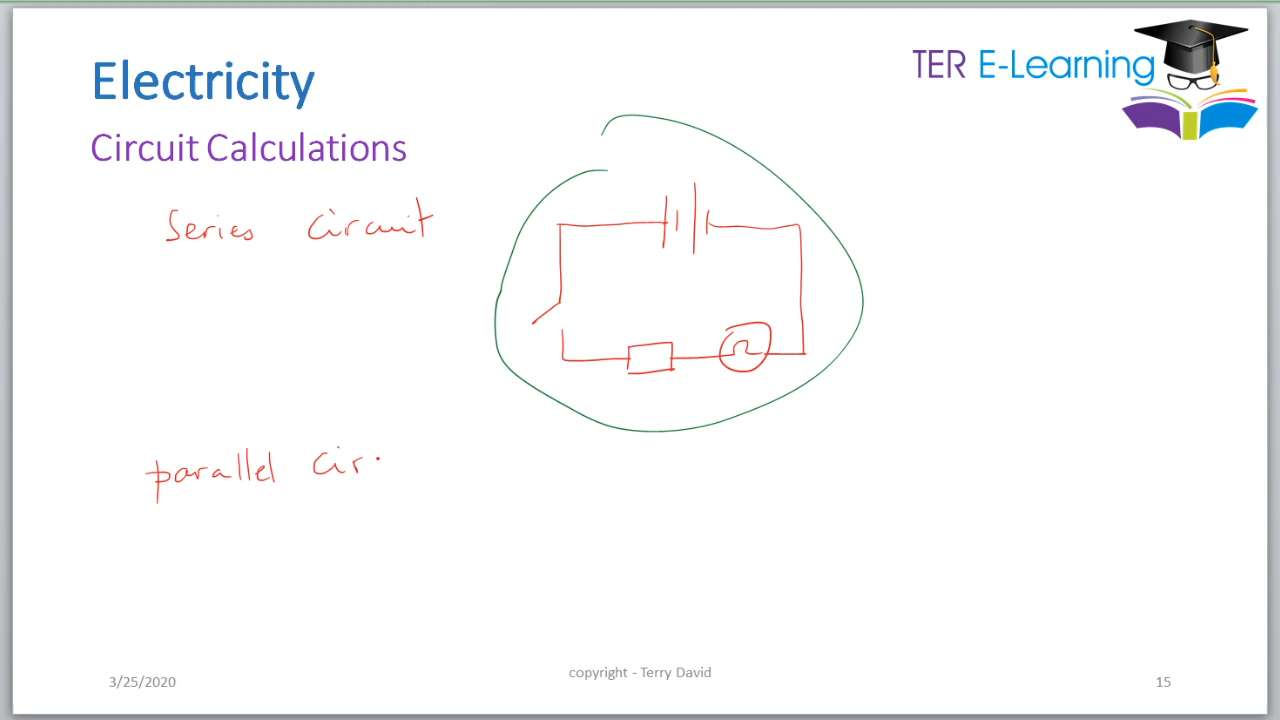 Electricity
TER E-Learning
Circuit Calculations
Series circuit
parallel cir
3/25/2020
copyright - Terry David
15